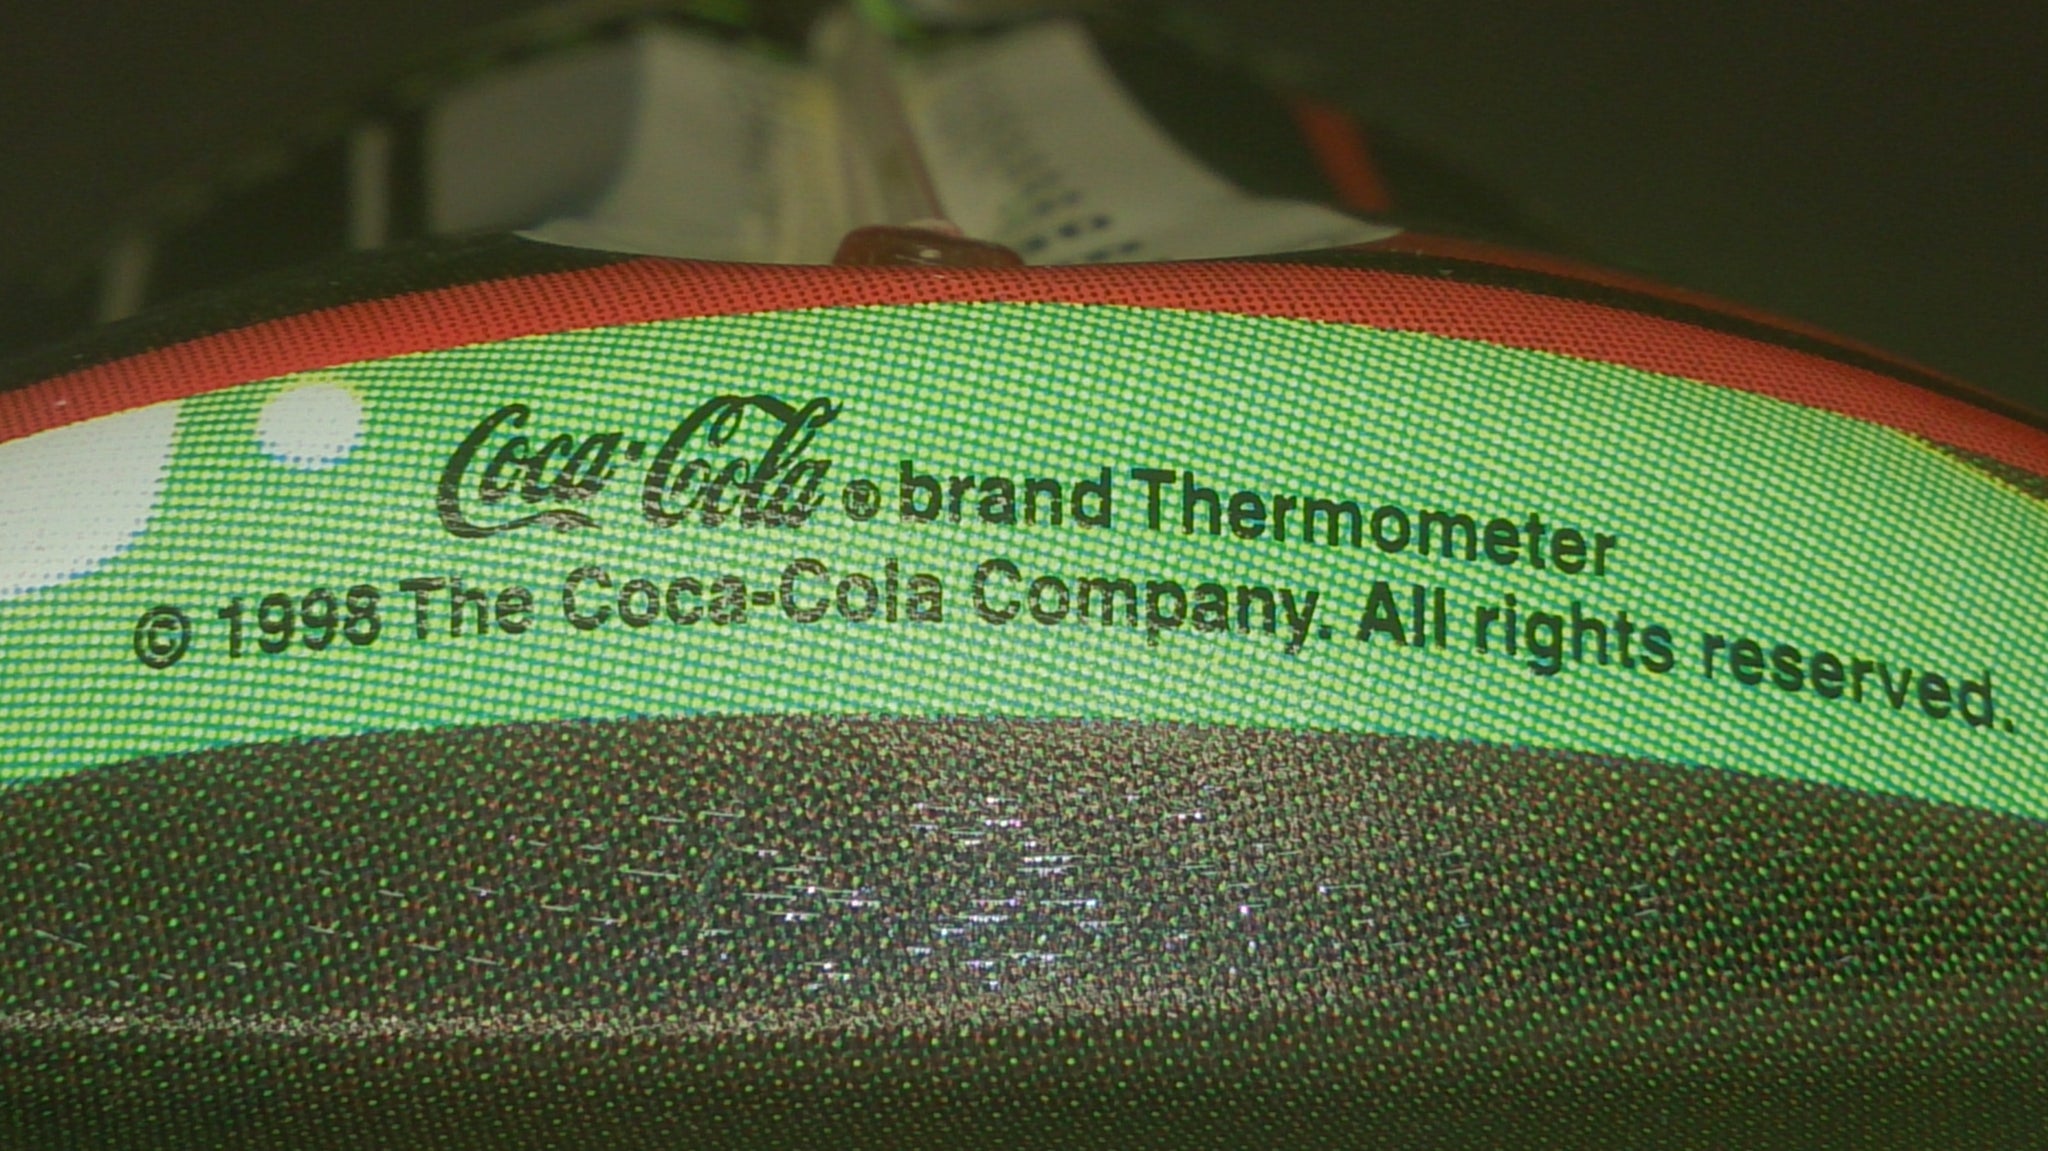 Coca-Cola ® brand Thermometer
© 1998 The Coca-Cola Company. All rights reserved.